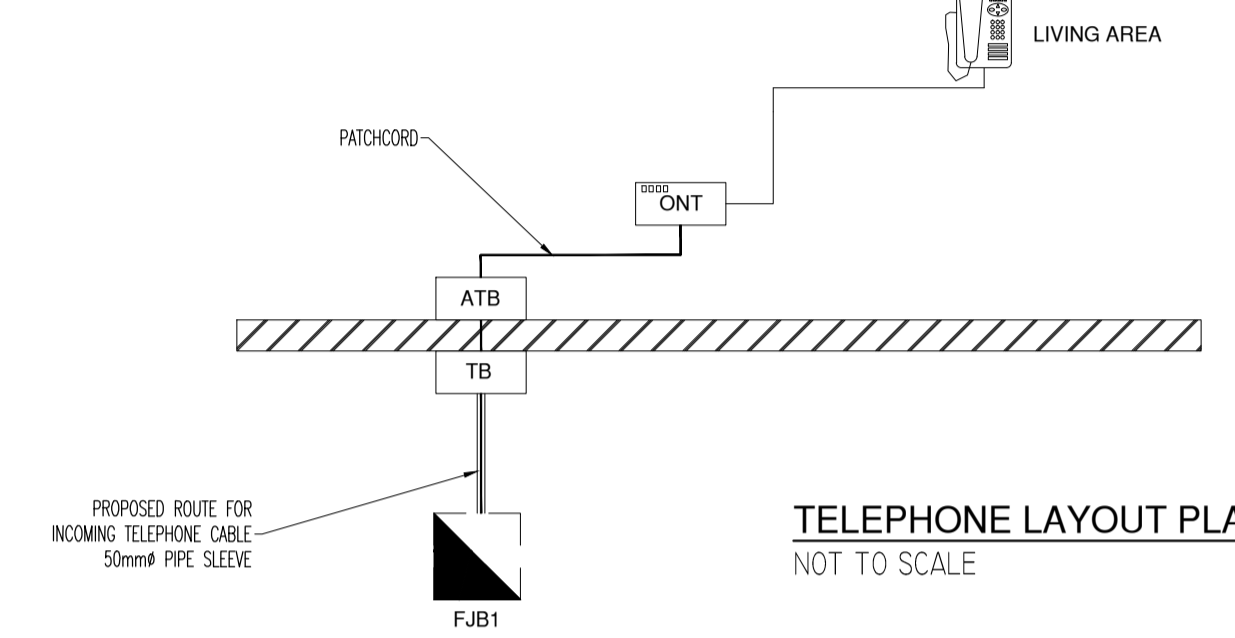 LIVING AREA
PATCHCORD
ONT
ATB
TB
PROPOSED ROUTE FOR
INCOMING TELEPHONE CABLE
50mmø PIPE SLEEVE
TELEPHONE LAYOUT PLA
NOT TO SCALE
FJB1